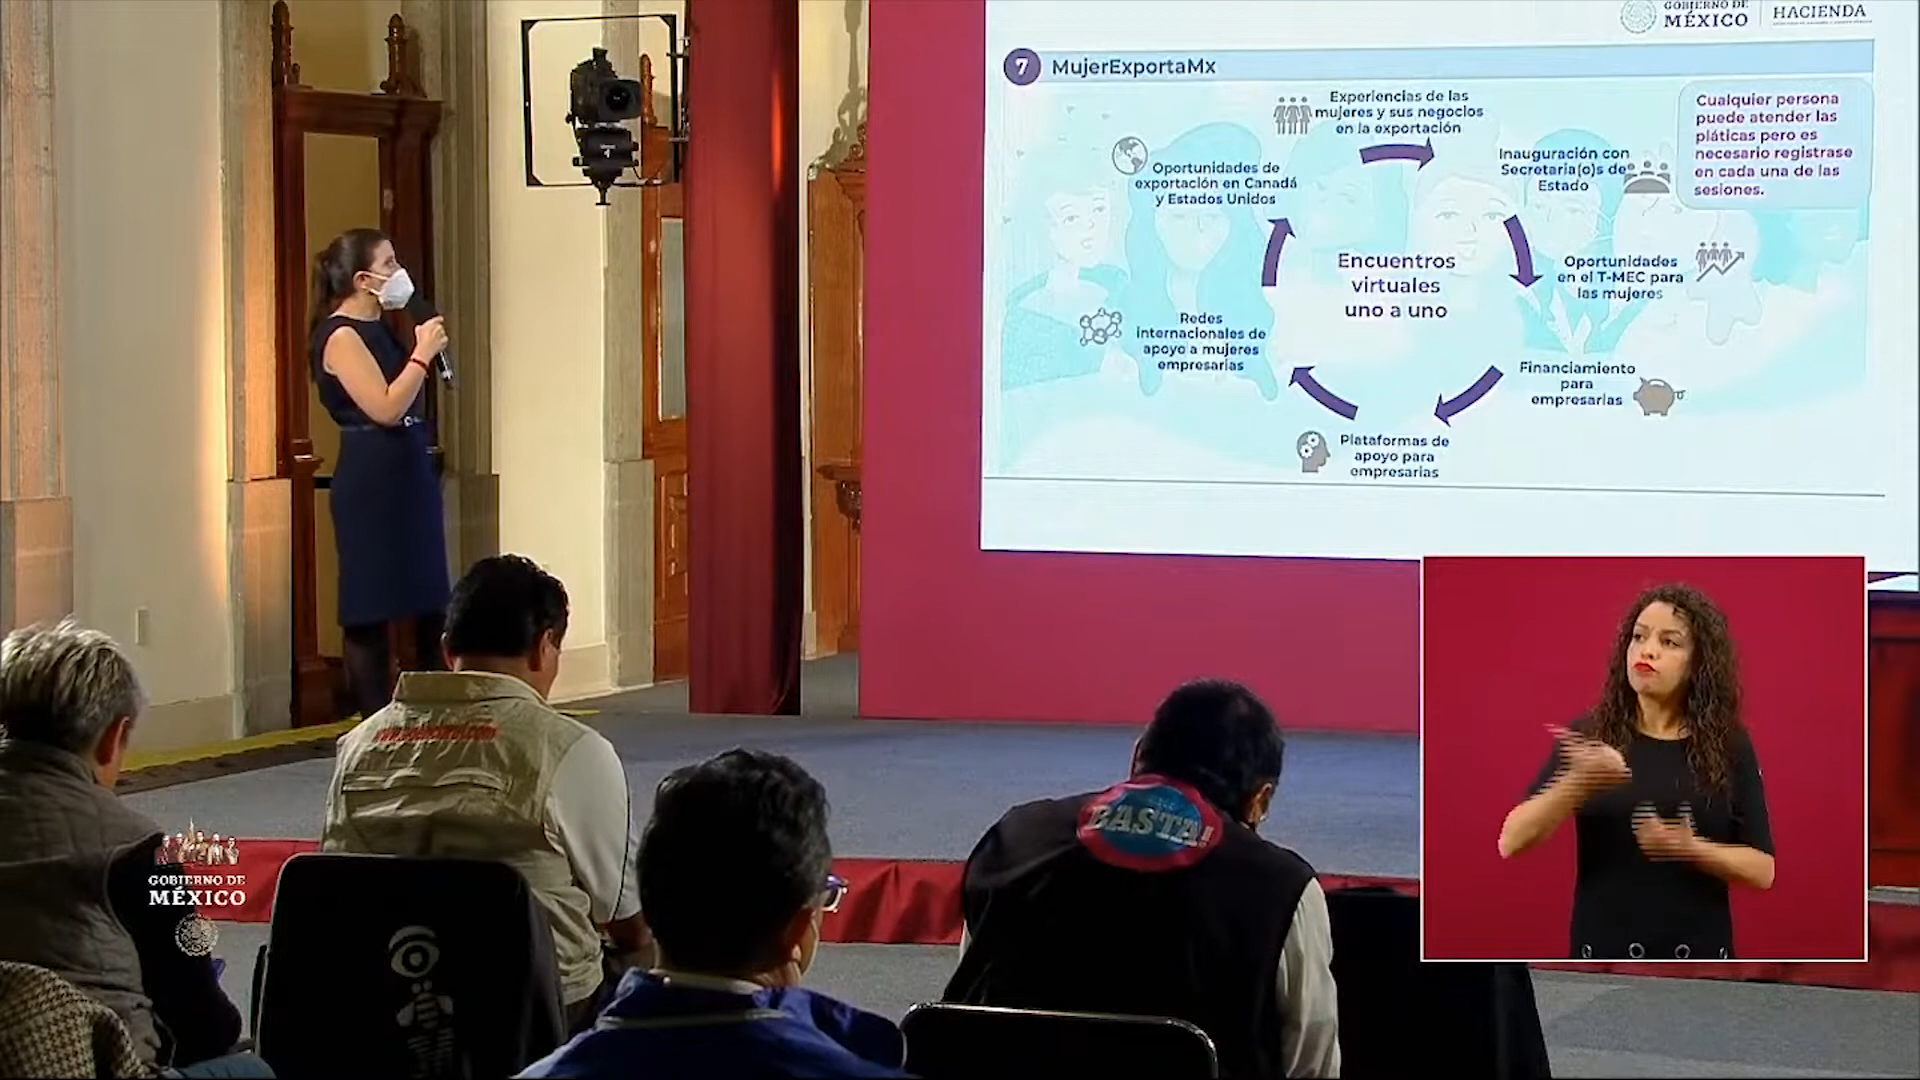 GOBIERNO DE
MÉXICO
HACIENDA
7
MujerExportaMx
Experiencias de las
mujeres y sus negocios
en la exportación
Cualquier persona
puede atender las
pláticas pero es
necesario registrase
en cada una de las
sesiones.
Inauguración con
Secretaria(o)s de
Estado
Oportunidades de
exportación en Canadá
y Estados Unidos
Encuentros
virtuales
uno a uno
Oportunidades
en el T-MEC para
las mujeres
Redes
internacionales de
apoyo a mujeres
empresarias
Financiamiento
para
empresarias
Plataformas de
apoyo para
empresarias
BASTA!
GOBIERNO DE
MÉXICO